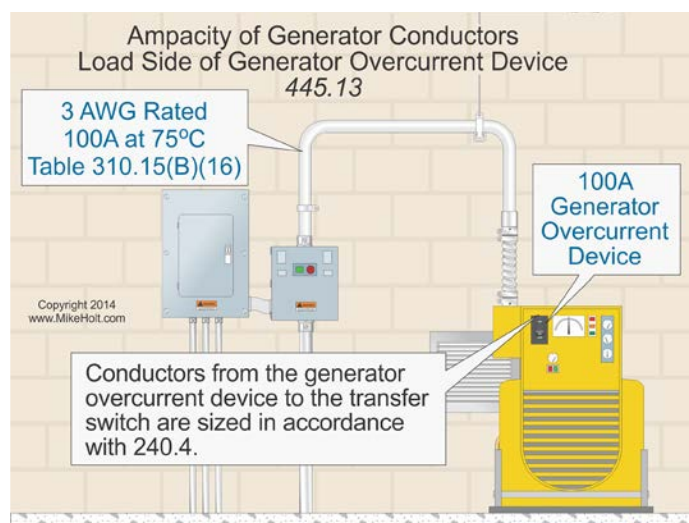 Ampacity of Generator Conductors
Load Side of Generator Overcurrent Device
445.13
3 AWG Rated
100A at 75ºC
Table 310.15(B)(16)
100A
Generator
Overcurrent
Device
Copyright 2014
www.MikeHolt.com
Conductors from the generator
overcurrent device to the transfer
switch are sized in accordance
with 240.4.